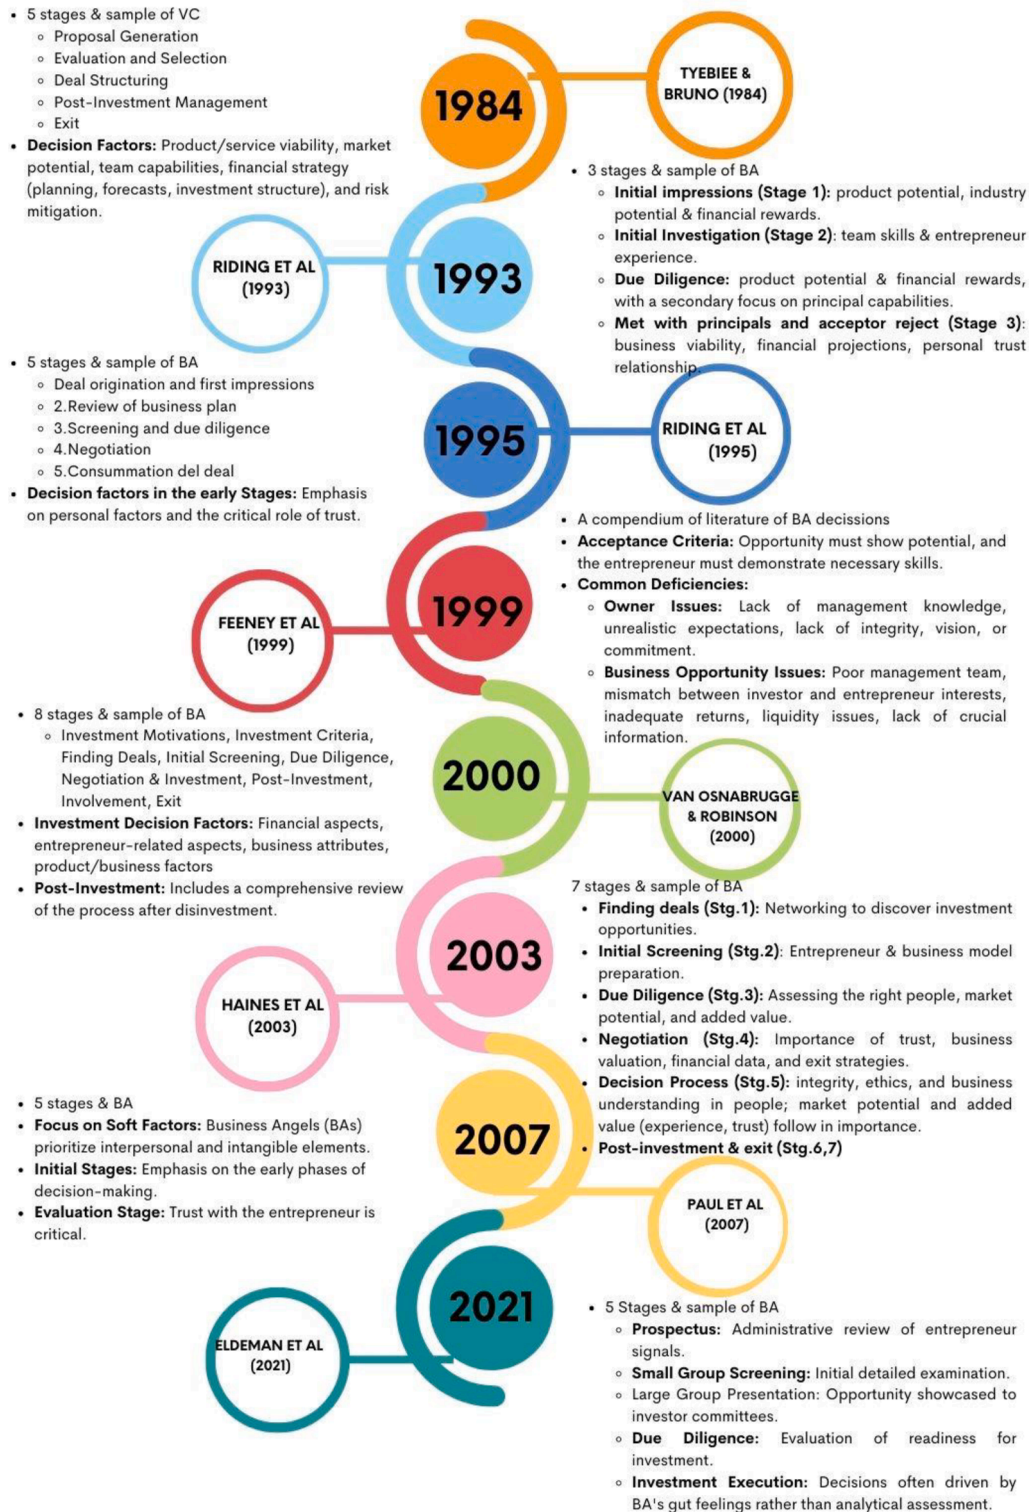 • 5 stages & sample of VC
◦ Proposal Generation
◦ Evaluation and Selection
◦ Deal Structuring
◦ Post-Investment Management
◦ Exit
• Decision Factors: Product/service viability, market
potential, team capabilities, financial strategy
(planning, forecasts, investment structure), and risk
mitigation.
1984
TYEBIEE &
BRUNO (1984)
• 3 stages & sample of BA
◦ Initial impressions (Stage 1): product potential, industry
potential & financial rewards.
◦ Initial Investigation (Stage 2): team skills & entrepreneur
experience.
◦ Due Diligence: product potential & financial rewards,
with a secondary focus on principal capabilities.
◦ Met with principals and acceptor reject (Stage 3):
business viability, financial projections, personal trust
relationship.
RIDING ET AL
(1993)
1993
• 5 stages & sample of BA
◦ Deal origination and first impressions
◦ 2.Review of business plan
◦ 3.Screening and due diligence
◦ 4.Negotiation
◦ 5.Consummation del deal
• Decision factors in the early Stages: Emphasis
on personal factors and the critical role of trust.
1995
RIDING ET AL
(1995)
• A compendium of literature of BA decissions
• Acceptance Criteria: Opportunity must show potential, and
the entrepreneur must demonstrate necessary skills.
• Common Deficiencies:
◦ Owner Issues: Lack of management knowledge,
unrealistic expectations, lack of integrity, vision, or
commitment.
◦ Business Opportunity Issues: Poor management team,
mismatch between investor and entrepreneur interests,
inadequate returns, liquidity issues, lack of crucial
information.
FEENEY ET AL
(1999)
1999
• 8 stages & sample of BA
◦ Investment Motivations, Investment Criteria,
Finding Deals, Initial Screening, Due Diligence,
Negotiation & Investment, Post-Investment,
Involvement, Exit
• Investment Decision Factors: Financial aspects,
entrepreneur-related aspects, business attributes,
product/business factors
• Post-Investment: Includes a comprehensive review
of the process after disinvestment.
2000
VAN OSNABRUGGE
& ROBINSON
(2000)
7 stages & sample of BA
• Finding deals (Stg.1): Networking to discover investment
opportunities.
• Initial Screening (Stg.2): Entrepreneur & business model
preparation.
• Due Diligence (Stg.3): Assessing the right people, market
potential, and added value.
• Negotiation (Stg.4): Importance of trust, business
valuation, financial data, and exit strategies.
• Decision Process (Stg.5): integrity, ethics, and business
understanding in people; market potential and added
value (experience, trust) follow in importance.
• Post-investment & exit (Stg.6,7)
HAINES ET AL
(2003)
2003
• 5 stages & BA
• Focus on Soft Factors: Business Angels (BAs)
prioritize interpersonal and intangible elements.
• Initial Stages: Emphasis on the early phases of
decision-making.
• Evaluation Stage: Trust with the entrepreneur is
critical.
2007
PAUL ET AL
(2007)
• 5 Stages & sample of BA
◦ Prospectus: Administrative review of entrepreneur
signals.
◦ Small Group Screening: Initial detailed examination.
◦ Large Group Presentation: Opportunity showcased to
investor committees.
◦ Due Diligence: Evaluation of readiness for
investment.
◦ Investment Execution: Decisions often driven by
BA's gut feelings rather than analytical assessment.
ELDEMAN ET AL
(2021)
2021